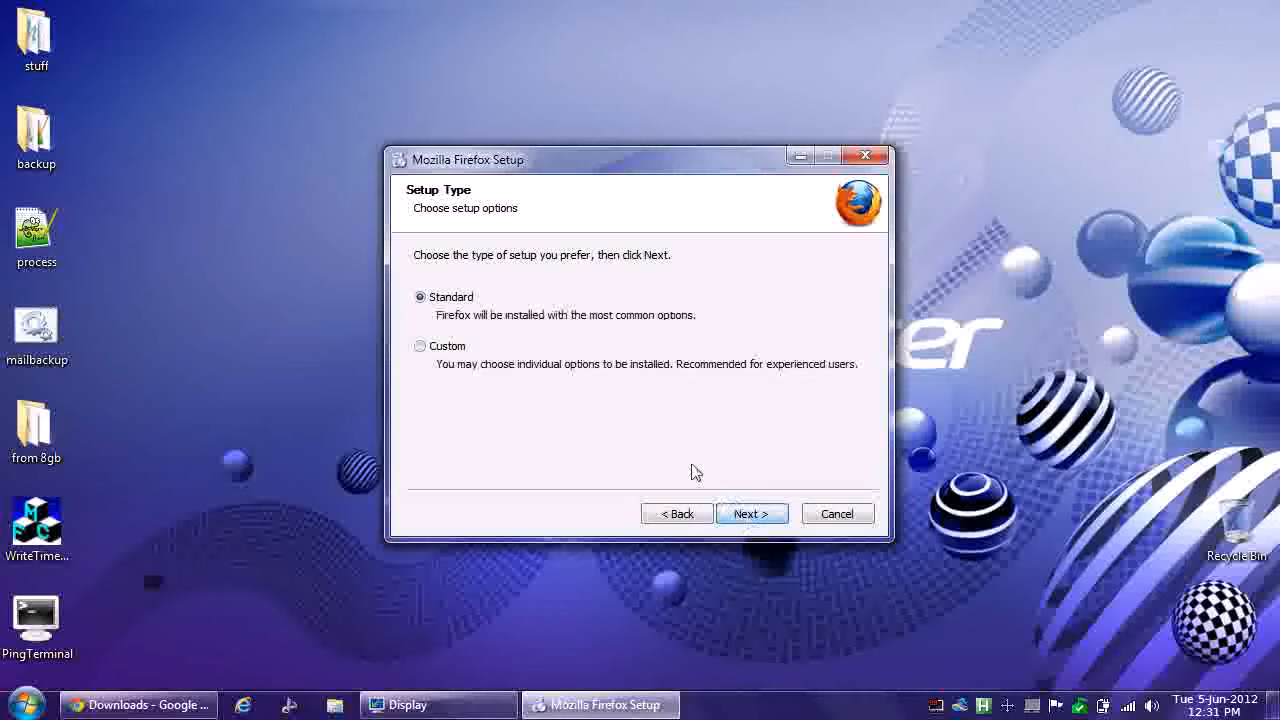 stuff
backup
process
mailbackup
from 8gb
WriteTime...
PingTerminal
Mozilla Firefox Setup
Setup Type
Choose setup options
Choose the type of setup you prefer, then click Next.
Standard
Firefox will be installed with the most common options.
Custom
You may choose individual options to be installed. Recommended for experienced users.
< Back
Next >
Cancel
er
Recycle Bin
Downloads - Google ...
Display
Mozilla Firefox Setup
Tue 5-Jun-2012
12:31 PM